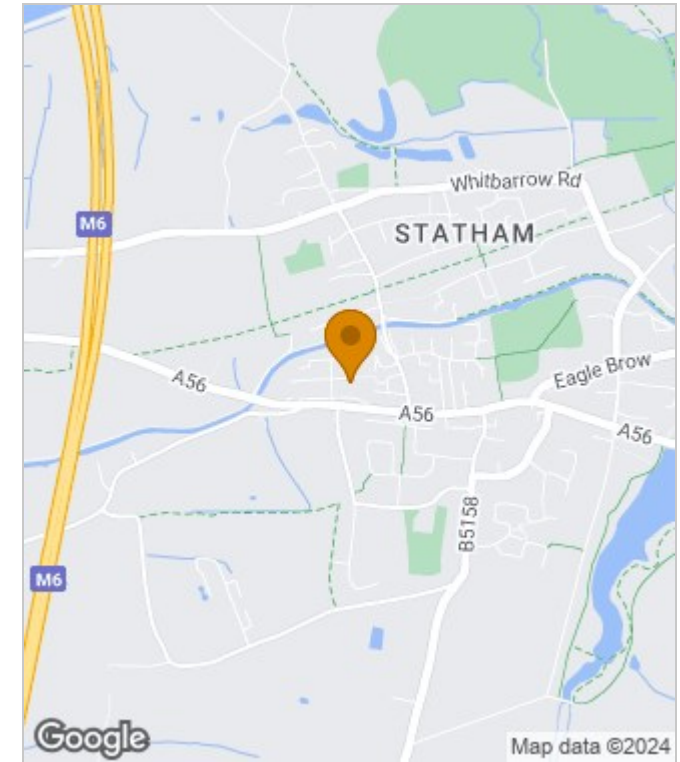 Whitbarrow Rd
M6
STATHAM
A56
Eagle Brow
A56
A56
B5158
M6
Google
Map data ©2024